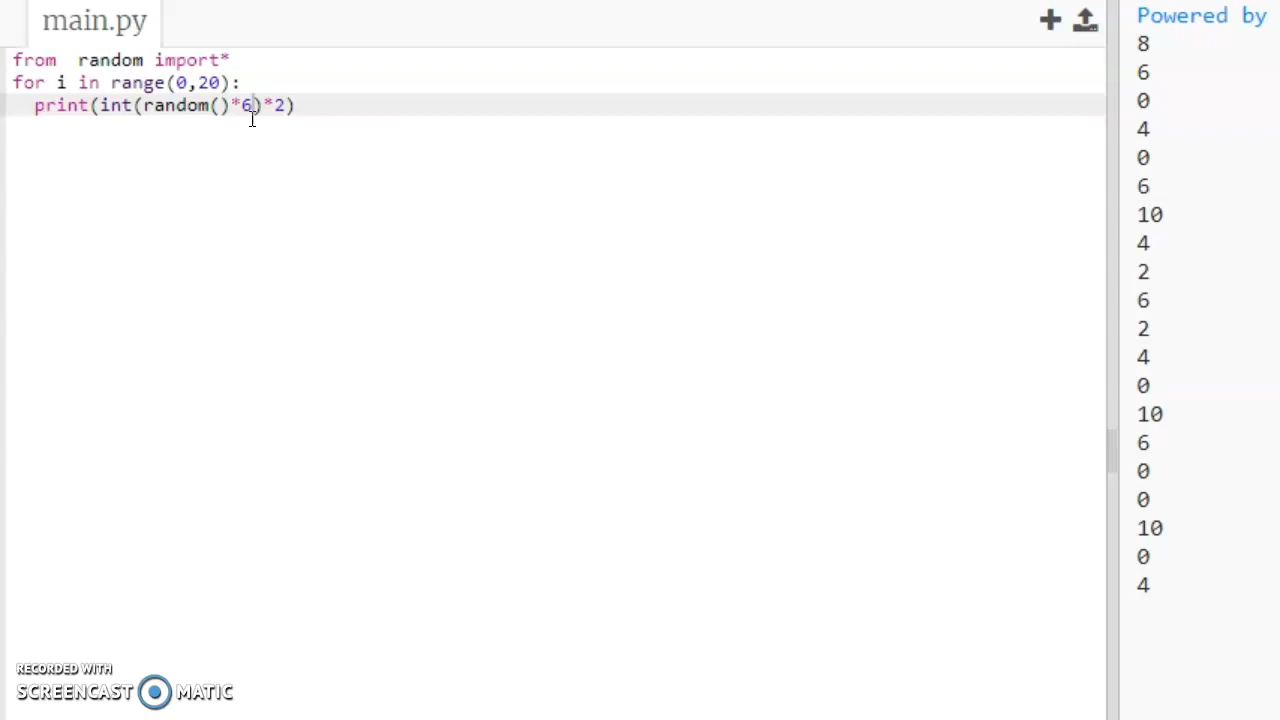 main.py
from  random import*
for i in range(0,20):
  print(int(random()*6)*2)
Powered by
8
6
0
4
0
6
10
4
2
6
2
4
0
10
6
0
0
10
0
4
RECORDED WITH
SCREENCAST MATIC